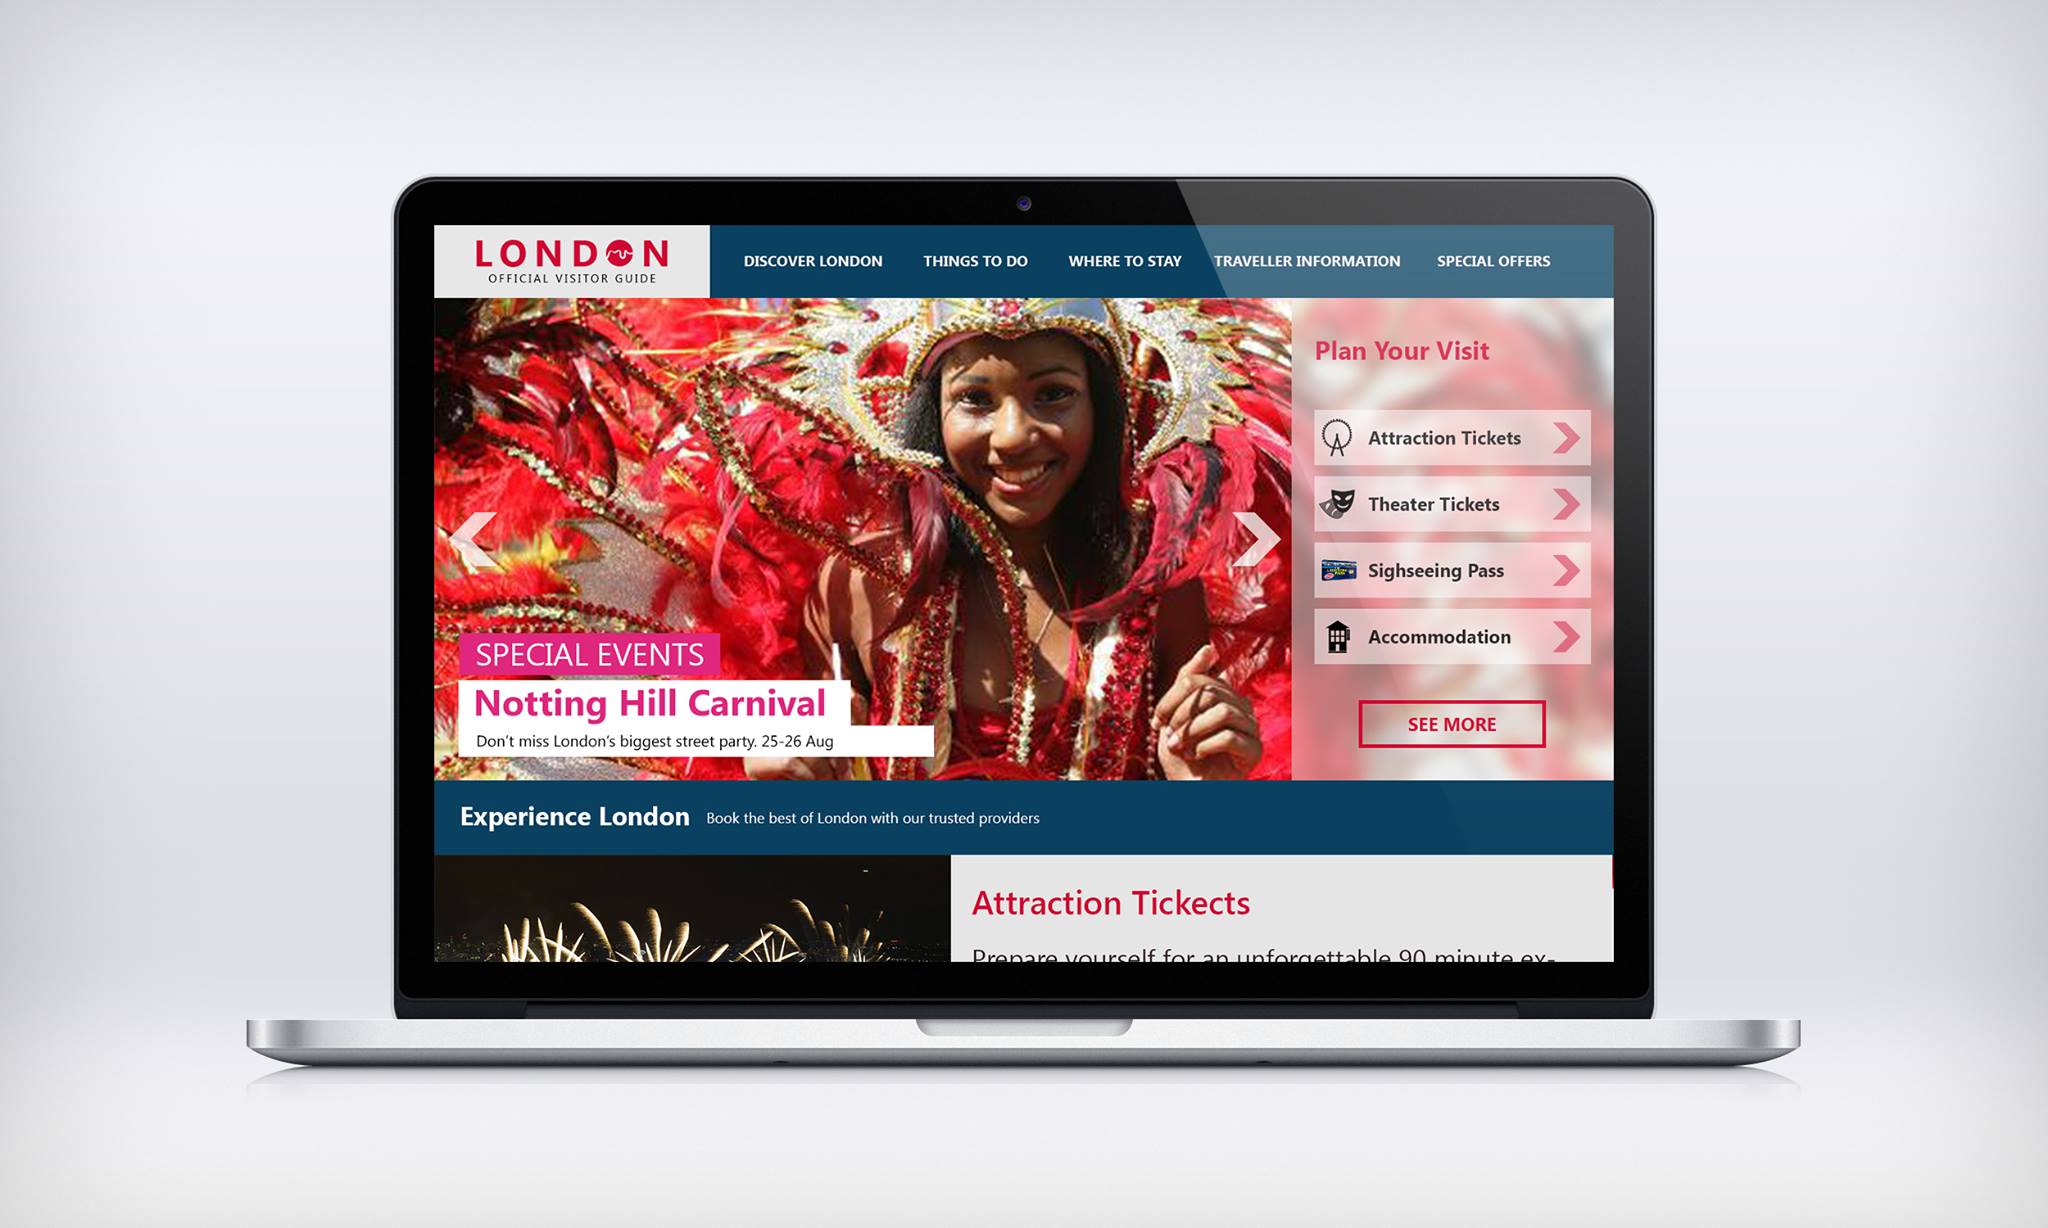 LONDON
OFFICIAL VISITOR GUIDE
DISCOVER LONDON
THINGS TO DO
WHERE TO STAY
TRAVELLER INFORMATION
SPECIAL OFFERS
SPECIAL EVENTS
Notting Hill Carnival
Don't miss London's biggest street party. 25-26 Aug
Plan Your Visit
Attraction Tickets
Theater Tickets
Sighseeing Pass
Accommodation
SEE MORE
Experience London
Book the best of London with our trusted providers
Attraction Tickects
Prepare yourself for an unforgettable 90 minute ex-